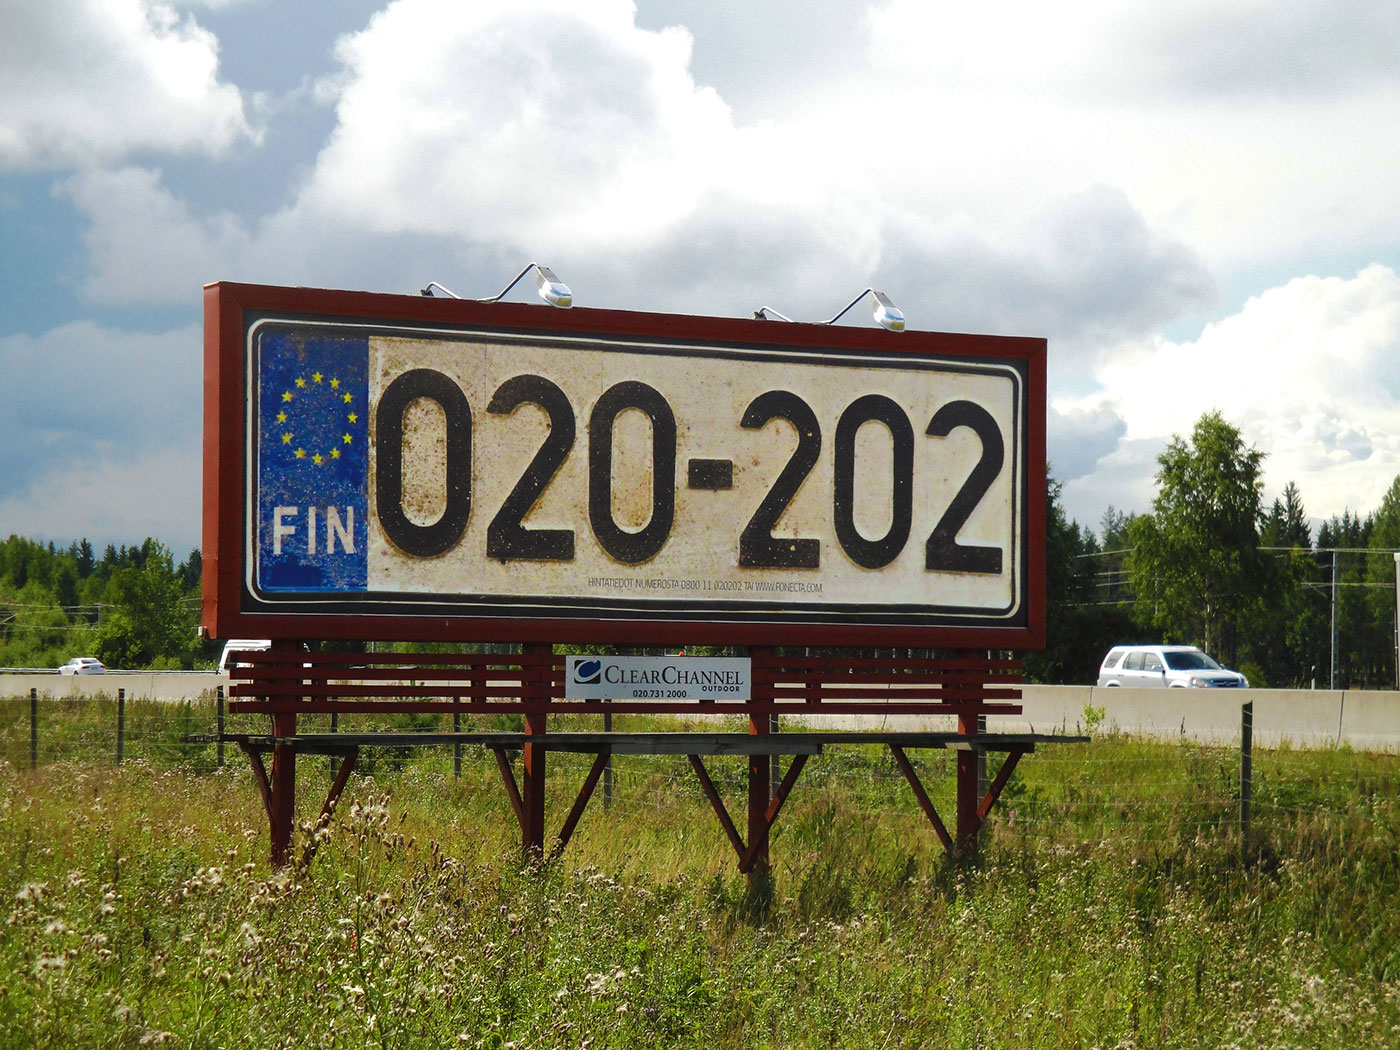 FIN 020-202
HINTATIEDOT NUMEROSTA 0800 11 020202 TAI WWW.FONECTA.COM
CLEARCHANNEL
OUTDOOR
020.731 2000